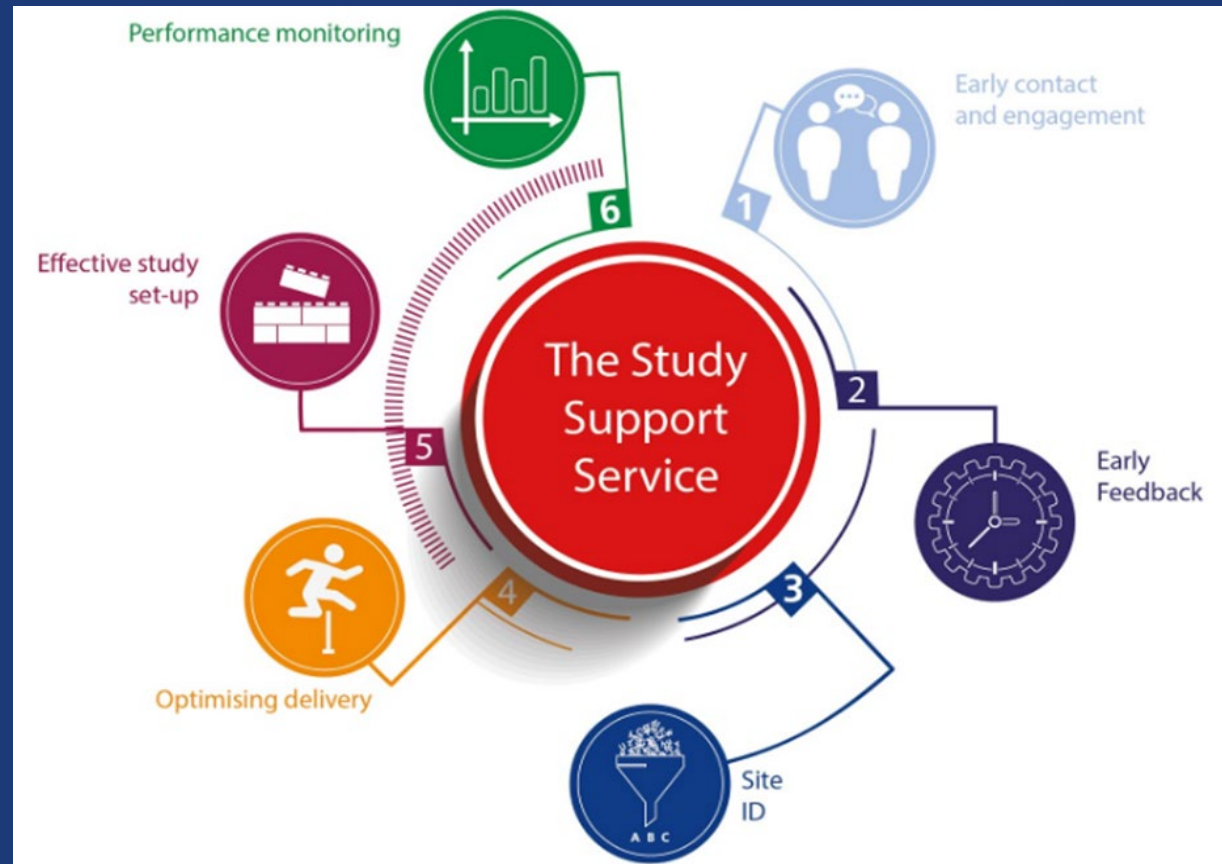 Performance monitoring
Early contact
and engagement
6
1
Effective study
set-up
The Study
Support
Service
2
5
Early
Feedback
4
3
Optimising delivery
Site
ID
A B C